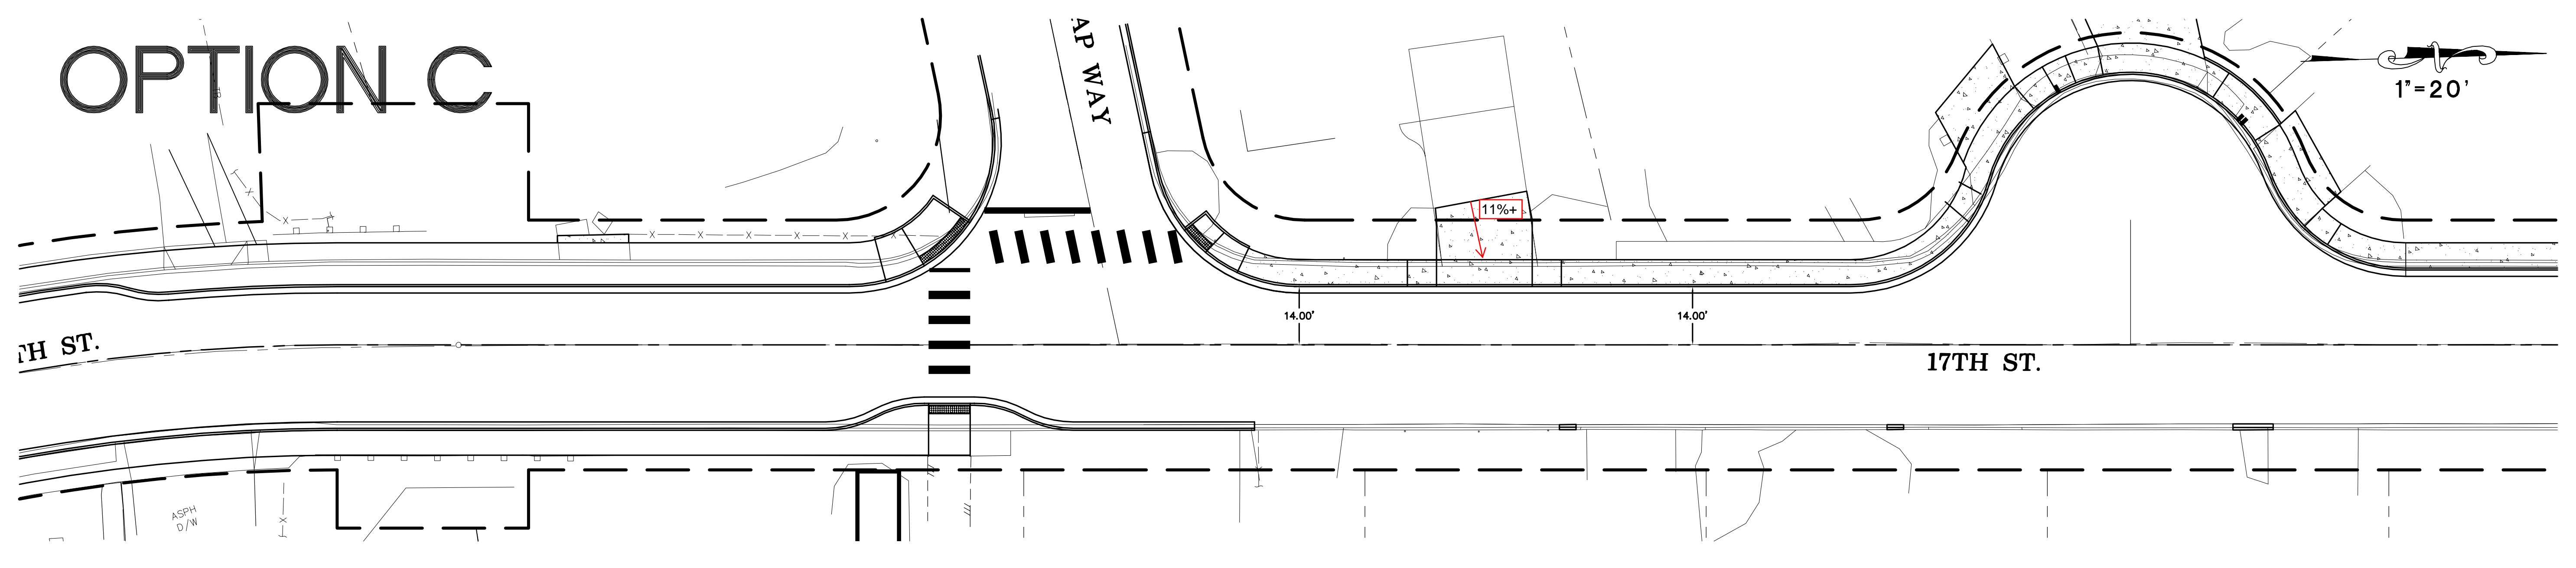 OPTION C
AP WAY
1"=20'
11%+
14.00'
14.00'
TH ST.
17TH ST.
ASPH
D/W